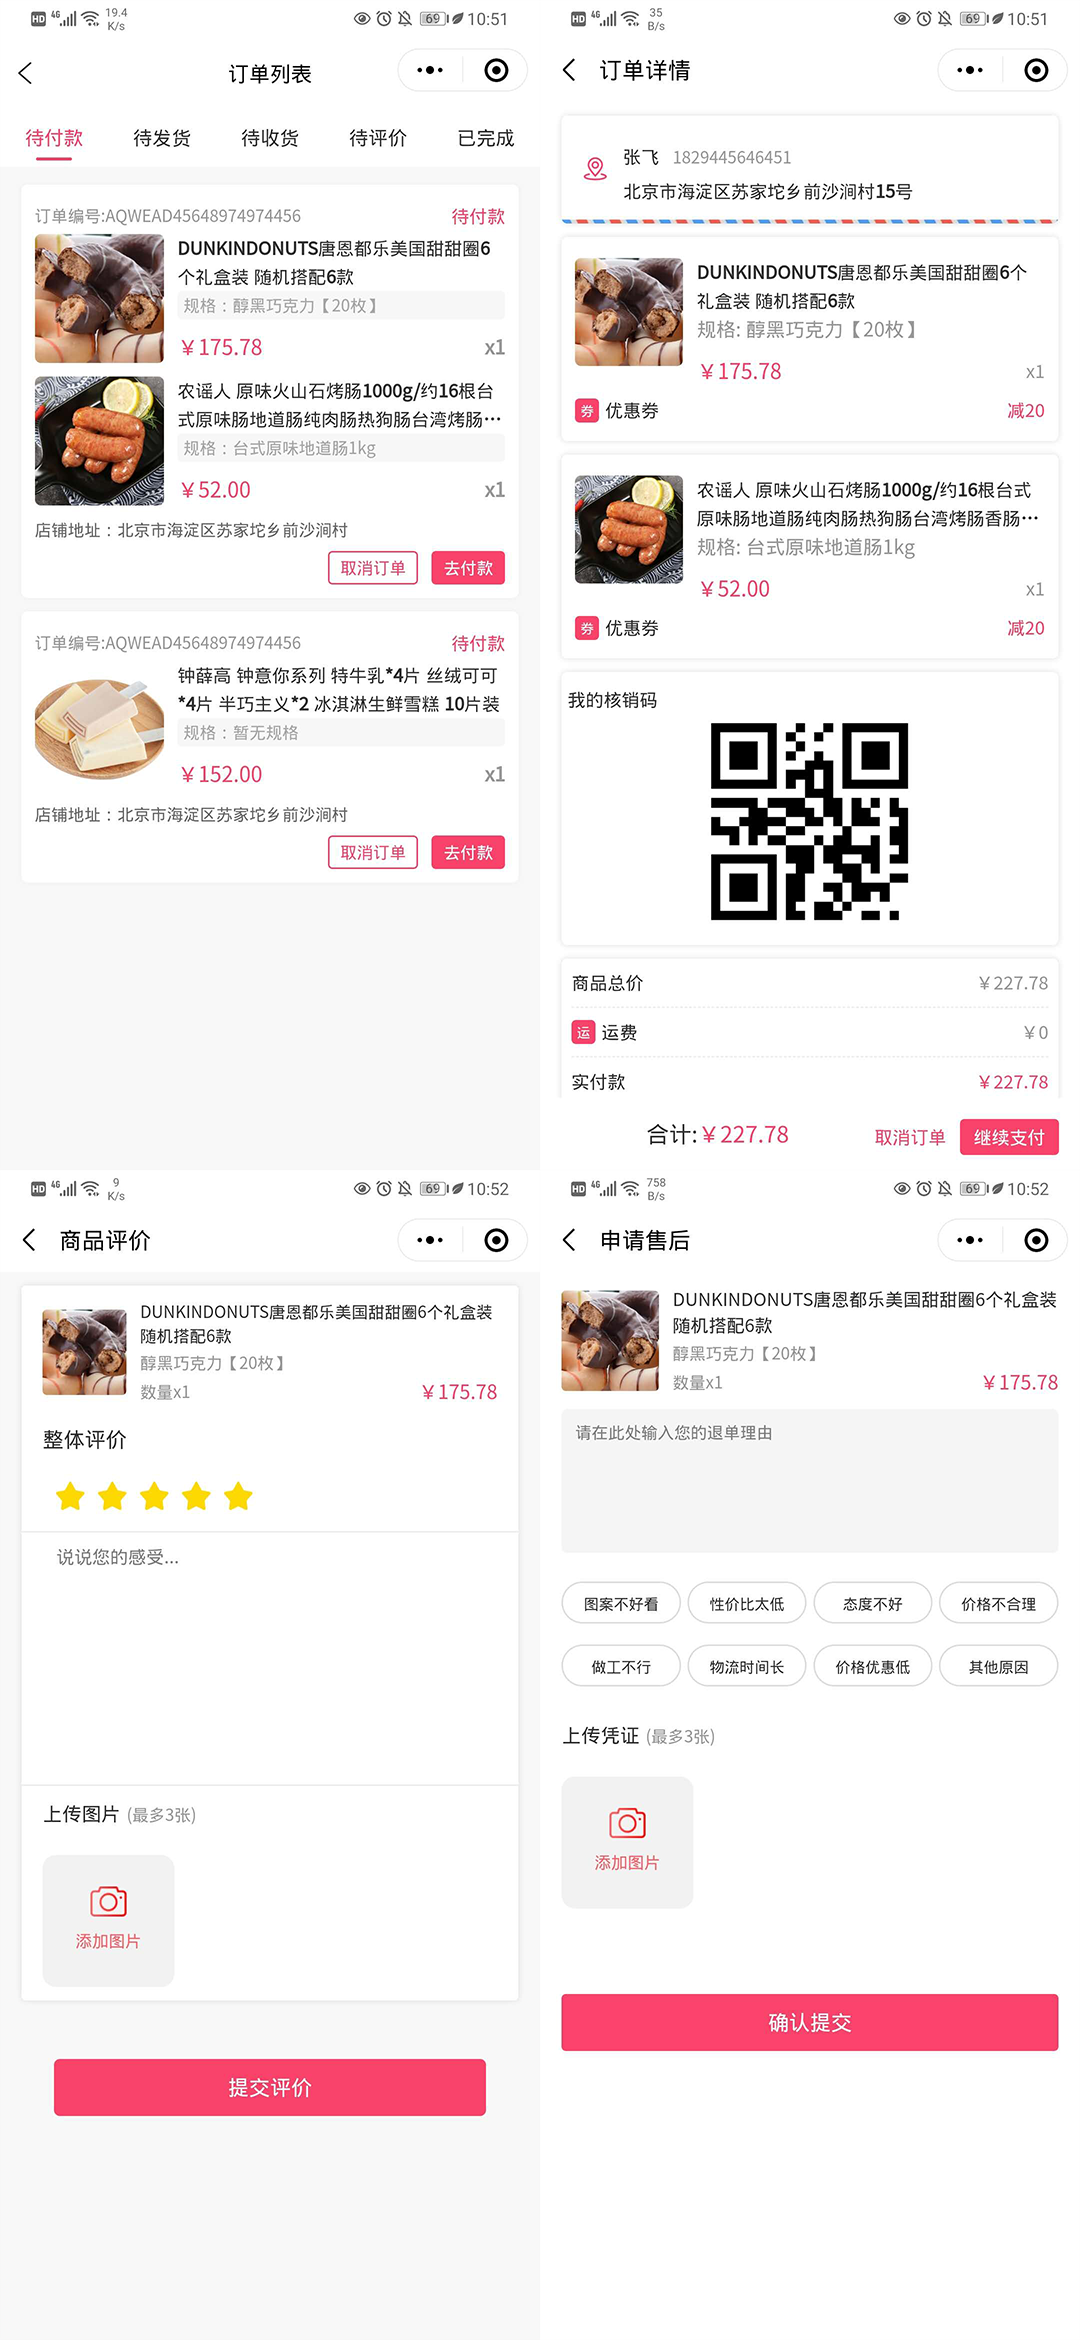 HD 4G 19.4 K/s 69 10:51
订单列表
待付款 待发货 待收货 待评价 已完成
订单编号:AQWEAD45648974974456 待付款
DUNKINDONUTS唐恩都乐美国甜甜圈6
个礼盒装 随机搭配6款
规格：醇黑巧克力【20枚】
￥175.78 x1
农谣人 原味火山石烤肠1000g/约16根台
式原味肠地道肠纯肉肠热狗肠台湾烤肠…
规格：台式原味地道肠1kg
￥52.00 x1
店铺地址：北京市海淀区苏家坨乡前沙涧村
取消订单 去付款
订单编号:AQWEAD45648974974456 待付款
钟薛高 钟意你系列 特牛乳*4片 丝绒可可
*4片 半巧主义*2 冰淇淋生鲜雪糕 10片装
规格：暂无规格
￥152.00 x1
店铺地址：北京市海淀区苏家坨乡前沙涧村
取消订单 去付款
HD 4G 35 B/s 69 10:51
订单详情
张飞 1829445646451
北京市海淀区苏家坨乡前沙涧村15号
DUNKINDONUTS唐恩都乐美国甜甜圈6个
礼盒装 随机搭配6款
规格: 醇黑巧克力【20枚】
￥175.78 x1
券 优惠券 减20
农谣人 原味火山石烤肠1000g/约16根台式
原味肠地道肠纯肉肠热狗肠台湾烤肠香肠…
规格: 台式原味地道肠1kg
￥52.00 x1
券 优惠券 减20
我的核销码
商品总价 ￥227.78
运 运费 ￥0
实付款 ￥227.78
合计:￥227.78 取消订单 继续支付
HD 4G 9 K/s 69 10:52
商品评价
DUNKINDONUTS唐恩都乐美国甜甜圈6个礼盒装
随机搭配6款
醇黑巧克力【20枚】
数量x1 ￥175.78
整体评价
说说您的感受...
上传图片 (最多3张)
添加图片
提交评价
HD 4G 758 B/s 69 10:52
申请售后
DUNKINDONUTS唐恩都乐美国甜甜圈6个礼盒装
随机搭配6款
醇黑巧克力【20枚】
数量x1 ￥175.78
请在此处输入您的退单理由
图案不好看 性价比太低 态度不好 价格不合理
做工不行 物流时间长 价格优惠低 其他原因
上传凭证 (最多3张)
添加图片
确认提交